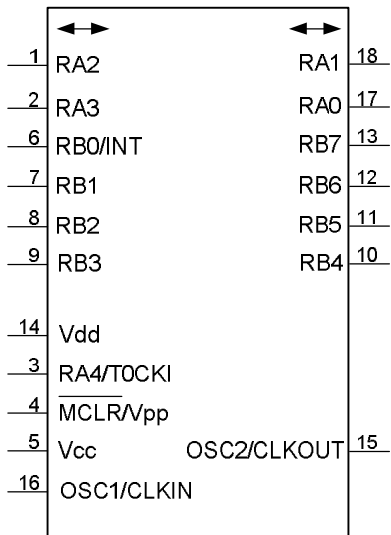 1 RA2 RA1 18
2 RA3 RA0 17
6 RB0/INT RB7 13
7 RB1 RB6 12
8 RB2 RB5 11
9 RB3 RB4 10
14 Vdd
3 RA4/T0CKI
4 MCLR/Vpp
5 Vcc OSC2/CLKOUT 15
16 OSC1/CLKIN